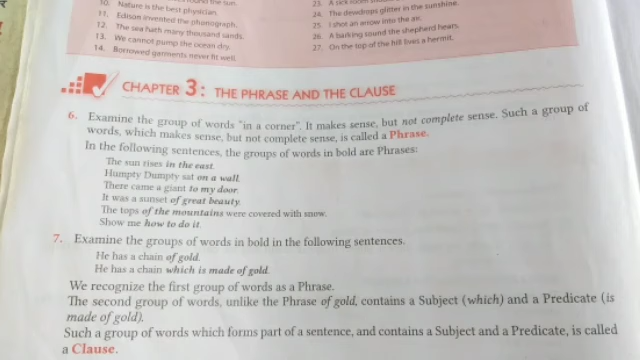 10. Nature is the best physician.
11. Edison invented the phonograph.
12. The sea hath many thousand sands.
13. We cannot pump the ocean dry.
14. Borrowed garments never fit well.
24. The dewdrops glitter in the sunshine.
25. I shot an arrow into the air.
26. A barking sound the shepherd hears.
27. On the top of the hill lives a hermit.
CHAPTER 3: THE PHRASE AND THE CLAUSE
6. Examine the group of words "in a corner". It makes sense, but not complete sense. Such a group of
words, which makes sense, but not complete sense, is called a Phrase.
In the following sentences, the groups of words in bold are Phrases:
The sun rises in the east.
Humpty Dumpty sat on a wall.
There came a giant to my door.
It was a sunset of great beauty.
The tops of the mountains were covered with snow.
Show me how to do it.
7. Examine the groups of words in bold in the following sentences.
He has a chain of gold.
He has a chain which is made of gold.
We recognize the first group of words as a Phrase.
The second group of words, unlike the Phrase of gold, contains a Subject (which) and a Predicate (is
made of gold).
Such a group of words which forms part of a sentence, and contains a Subject and a Predicate, is called
a Clause.